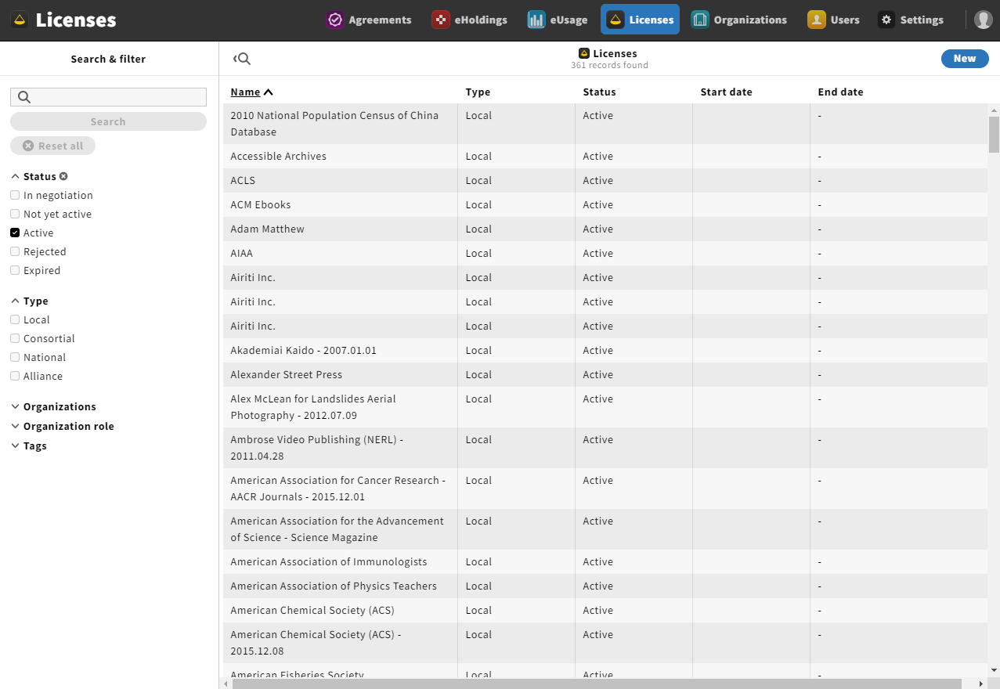 Licenses
Agreements
eHoldings
eUsage
Licenses
Organizations
Users
Settings
Search & filter
Search
Reset all
Status
In negotiation
Not yet active
Active
Rejected
Expired
Type
Local
Consortial
National
Alliance
Organizations
Organization role
Tags
Licenses
361 records found
New
Name Type Status Start date End date
2010 National Population Census of China Local Active -
Database
Accessible Archives Local Active -
ACLS Local Active -
ACM Ebooks Local Active -
Adam Matthew Local Active -
AIAA Local Active -
Airiti Inc. Local Active -
Airiti Inc. Local Active -
Airiti Inc. Local Active -
Akademiai Kaido - 2007.01.01 Local Active -
Alexander Street Press Local Active -
Alex McLean for Landslides Aerial Local Active -
Photography - 2012.07.09
Ambrose Video Publishing (NERL) - Local Active -
2011.04.28
American Association for Cancer Research - Local Active -
AACR Journals - 2015.12.01
American Association for the Advancement Local Active -
of Science - Science Magazine
American Association of Immunologists Local Active -
American Association of Physics Teachers Local Active -
American Chemical Society (ACS) Local Active -
American Chemical Society (ACS) - Local Active -
2015.12.08
American Fisheries Society Local Active -